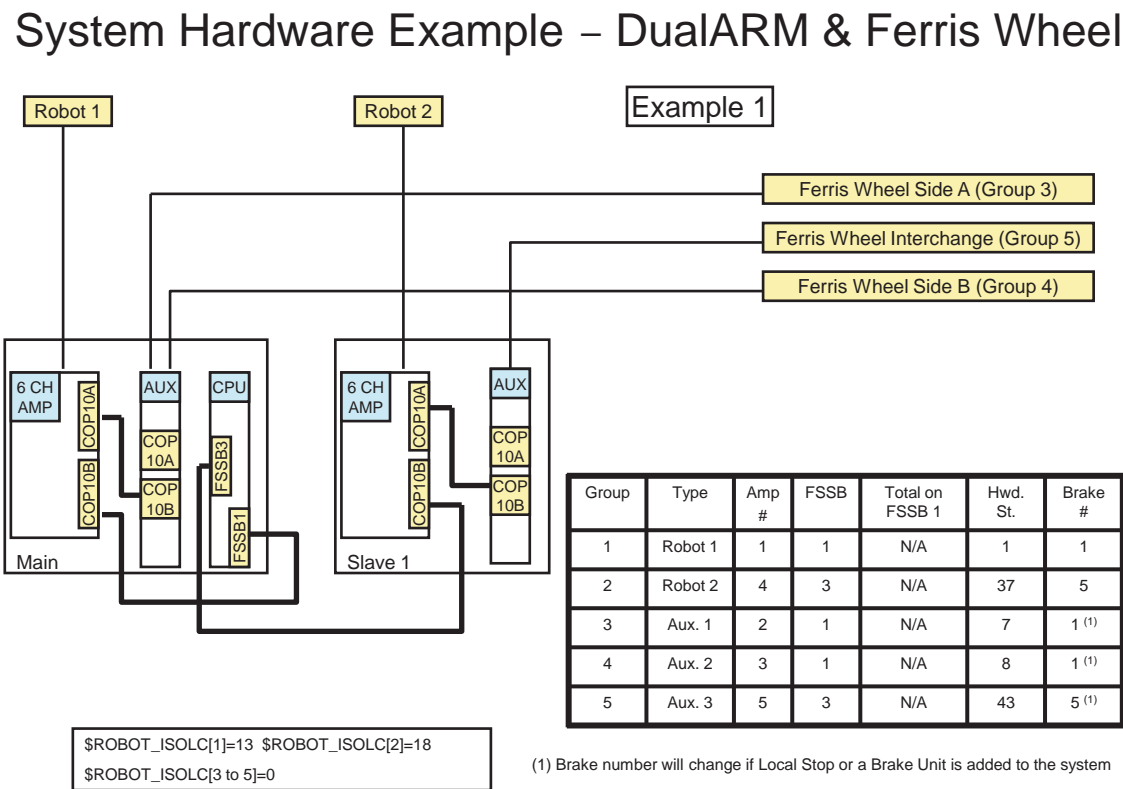 System Hardware Example – DualARM & Ferris Wheel
Robot 1
Robot 2
Example 1
Ferris Wheel Side A (Group 3)
Ferris Wheel Interchange (Group 5)
Ferris Wheel Side B (Group 4)
6 CH
AMP
COP10A
COP10B
AUX
COP
10A
COP
10B
CPU
FSSB3
FSSB1
Main
6 CH
AMP
COP10A
COP10B
AUX
COP
10A
COP
10B
Slave 1
Group Type Amp # FSSB Total on FSSB 1 Hwd. St. Brake #
1 Robot 1 1 1 N/A 1 1
2 Robot 2 4 3 N/A 37 5
3 Aux. 1 2 1 N/A 7 1 (1)
4 Aux. 2 3 1 N/A 8 1 (1)
5 Aux. 3 5 3 N/A 43 5 (1)
$ROBOT_ISOLC[1]=13 $ROBOT_ISOLC[2]=18
$ROBOT_ISOLC[3 to 5]=0
(1) Brake number will change if Local Stop or a Brake Unit is added to the system